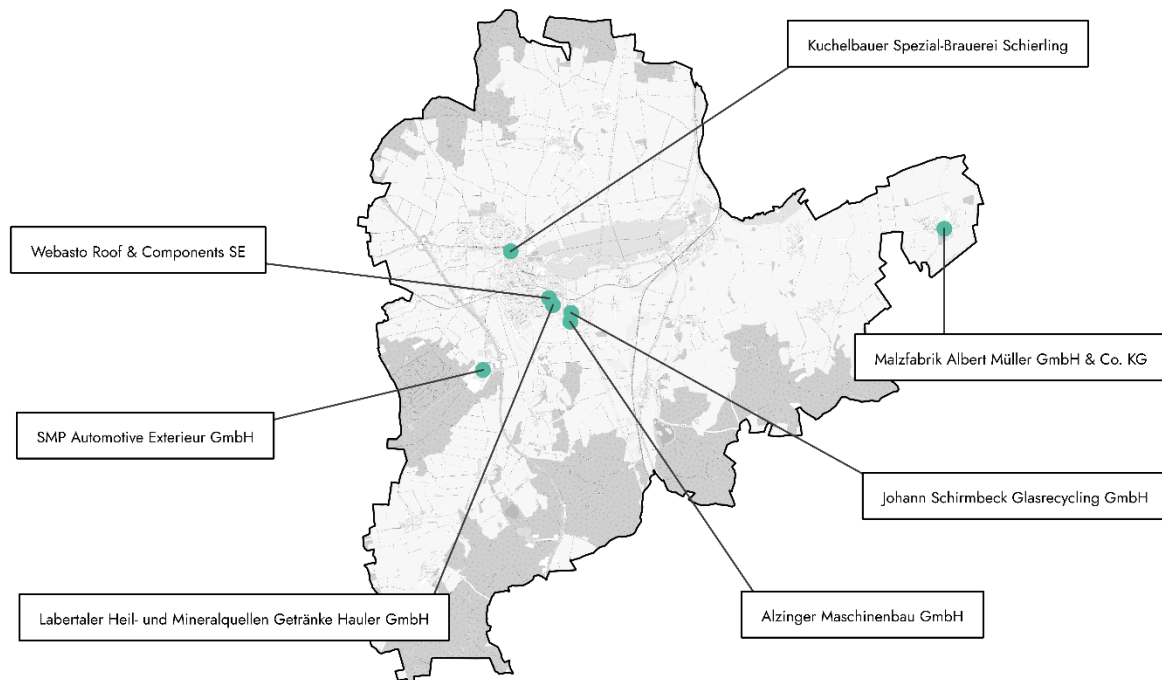 Kuchelbauer Spezial-Brauerei Schierling
Webasto Roof & Components SE
Malzfabrik Albert Müller GmbH & Co. KG
SMP Automotive Exterieur GmbH
Johann Schirmbeck Glasrecycling GmbH
Labertaler Heil- und Mineralquellen Getränke Hauler GmbH
Alzinger Maschinenbau GmbH